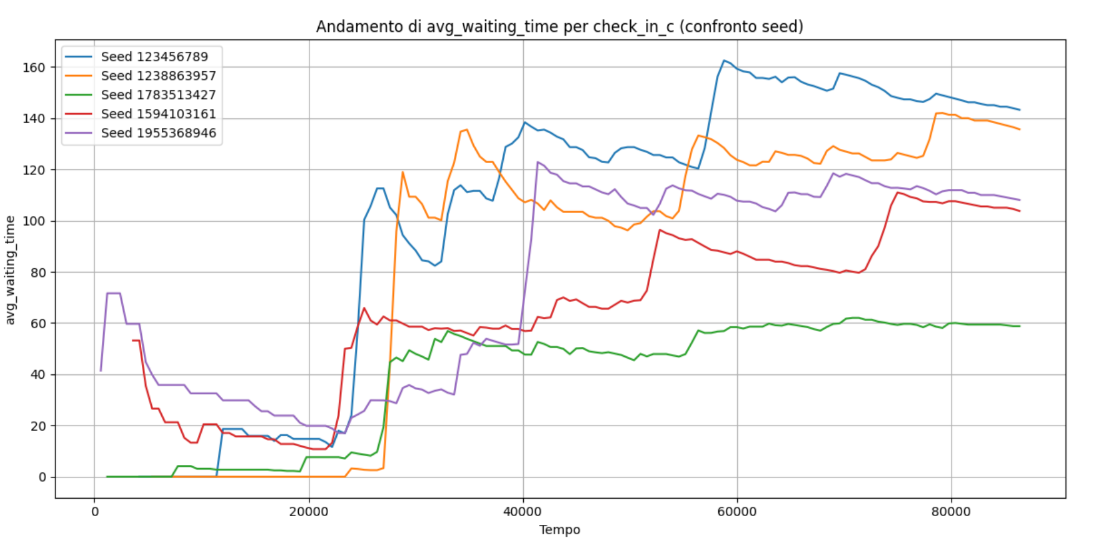 Andamento di avg_waiting_time per check_in_c (confronto seed)
Seed 123456789
Seed 1238863957
Seed 1783513427
Seed 1594103161
Seed 1955368946
avg_waiting_time
160
140
120
100
80
60
40
20
0
0 20000 40000 60000 80000
Tempo